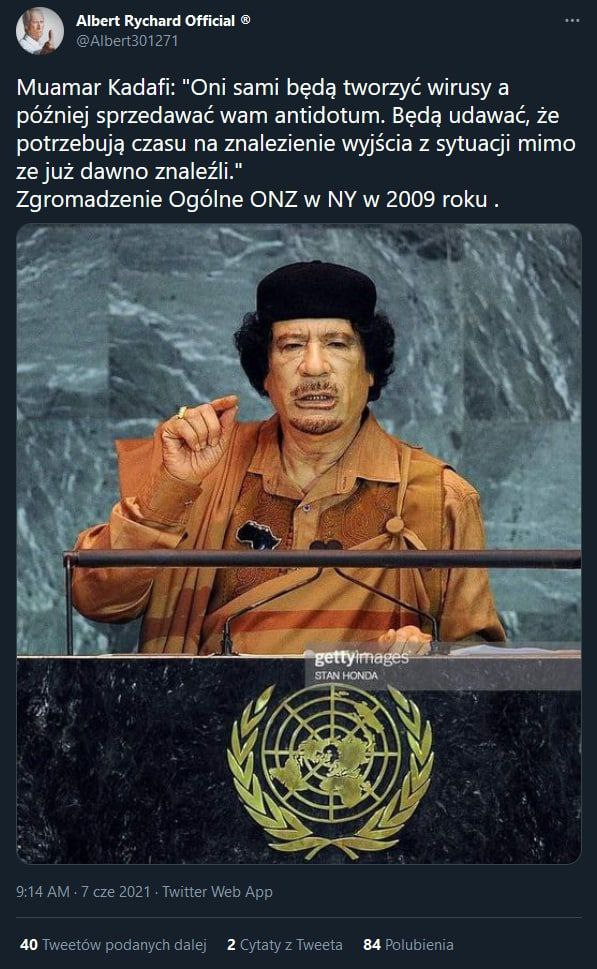 Albert Rychard Official ®
@Albert301271
Muamar Kadafi: "Oni sami będą tworzyć wirusy a
później sprzedawać wam antidotum. Będą udawać, że
potrzebują czasu na znalezienie wyjścia z sytuacji mimo
ze już dawno znaleźli."
Zgromadzenie Ogólne ONZ w NY w 2009 roku .
gettyimages
STAN HONDA
9:14 AM · 7 cze 2021 · Twitter Web App
40 Tweetów podanych dalej 2 Cytaty z Tweeta 84 Polubienia